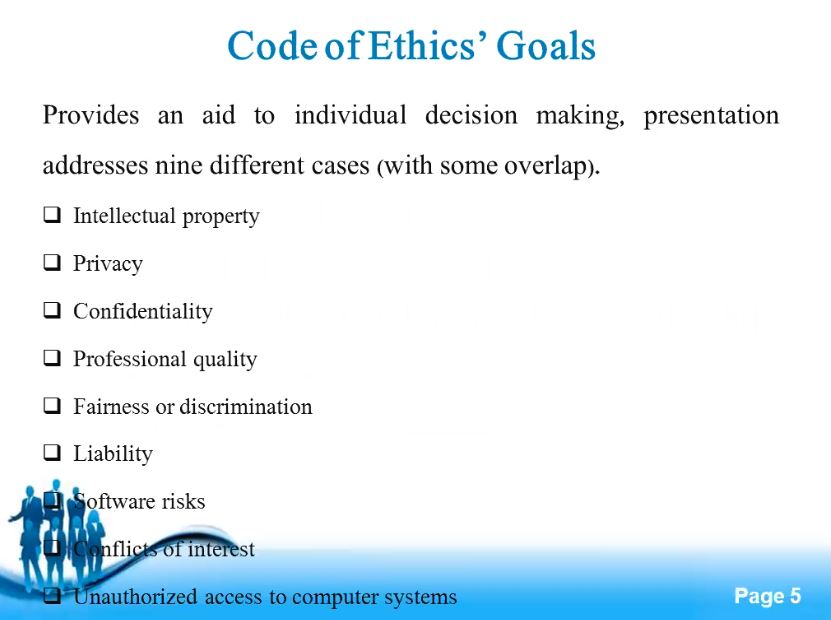 Code of Ethics’ Goals
Provides an aid to individual decision making, presentation
addresses nine different cases (with some overlap).
❑ Intellectual property
❑ Privacy
❑ Confidentiality
❑ Professional quality
❑ Fairness or discrimination
❑ Liability
❑ Software risks
❑ Conflicts of interest
❑ Unauthorized access to computer systems
Page 5